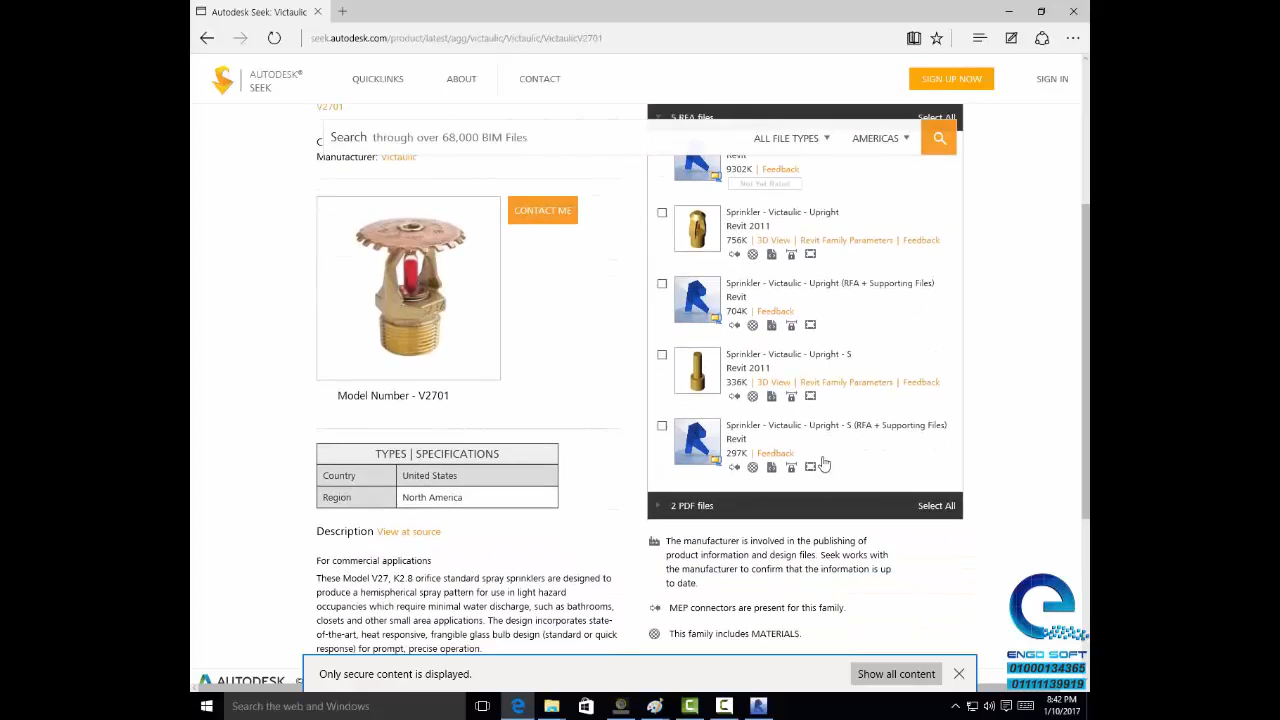 Autodesk Seek: Victaulic
seek.autodesk.com/product/latest/agg/victaulic/Victaulic/VictaulicV2701
AUTODESK®
SEEK
QUICKLINKS
ABOUT
CONTACT
SIGN UP NOW
SIGN IN
V2701
Search through over 68,000 BIM Files
ALL FILE TYPES
AMERICAS
Manufacturer: Victaulic
CONTACT ME
Model Number - V2701
TYPES | SPECIFICATIONS
Country United States
Region North America
Description View at source
For commercial applications
These Model V27, K2.8 orifice standard spray sprinklers are designed to
produce a hemispherical spray pattern for use in light hazard
occupancies which require minimal water discharge, such as bathrooms,
closets and other small area applications. The design incorporates state-
of-the-art, heat responsive, frangible glass bulb design (standard or quick
response) for prompt, precise operation.
5 RFA files
Select All
Revit
9302K | Feedback
Not Yet Rated
Sprinkler - Victaulic - Upright
Revit 2011
756K | 3D View | Revit Family Parameters | Feedback
Sprinkler - Victaulic - Upright (RFA + Supporting Files)
Revit
704K | Feedback
Sprinkler - Victaulic - Upright - S
Revit 2011
336K | 3D View | Revit Family Parameters | Feedback
Sprinkler - Victaulic - Upright - S (RFA + Supporting Files)
Revit
297K | Feedback
2 PDF files
Select All
The manufacturer is involved in the publishing of
product information and design files. Seek works with
the manufacturer to confirm that the information is up
to date.
MEP connectors are present for this family.
This family includes MATERIALS.
AUTODESK
Only secure content is displayed.
Show all content
ENGO SOFT
01000134365
01111139919
Search the web and Windows
8:42 PM
1/10/2017